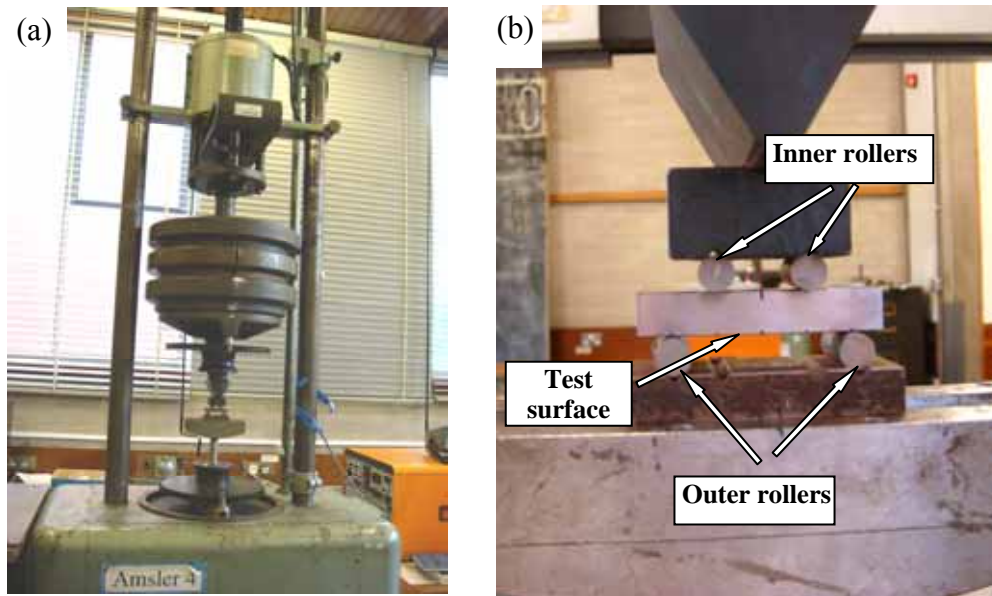 (a)
Amsler 4
(b)
Inner rollers
Test
surface
Outer rollers